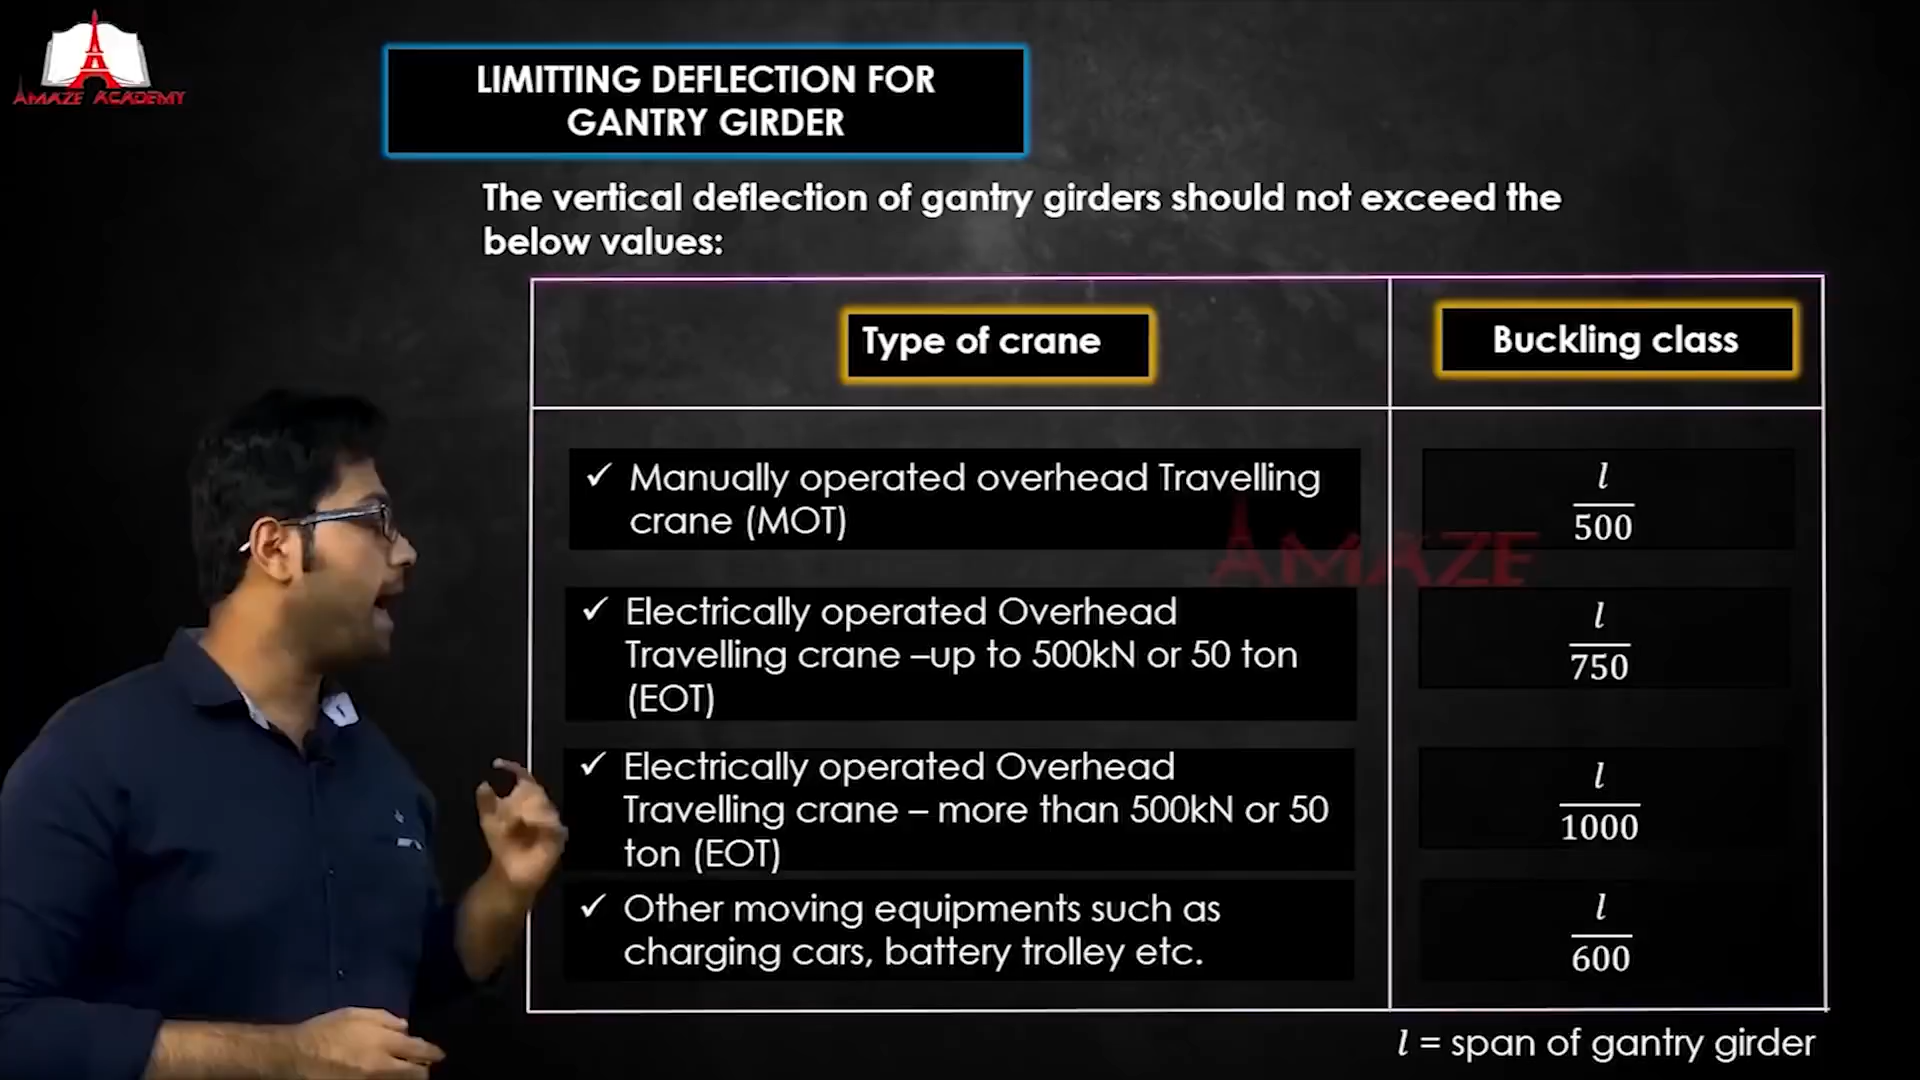 AMAZE ACADEMY
LIMITTING DEFLECTION FOR
GANTRY GIRDER
The vertical deflection of gantry girders should not exceed the
below values:
Type of crane
Buckling class
✓ Manually operated overhead Travelling
crane (MOT)
l
500
✓ Electrically operated Overhead
Travelling crane –up to 500kN or 50 ton
(EOT)
l
750
✓ Electrically operated Overhead
Travelling crane – more than 500kN or 50
ton (EOT)
l
1000
✓ Other moving equipments such as
charging cars, battery trolley etc.
l
600
AMAZE
l = span of gantry girder